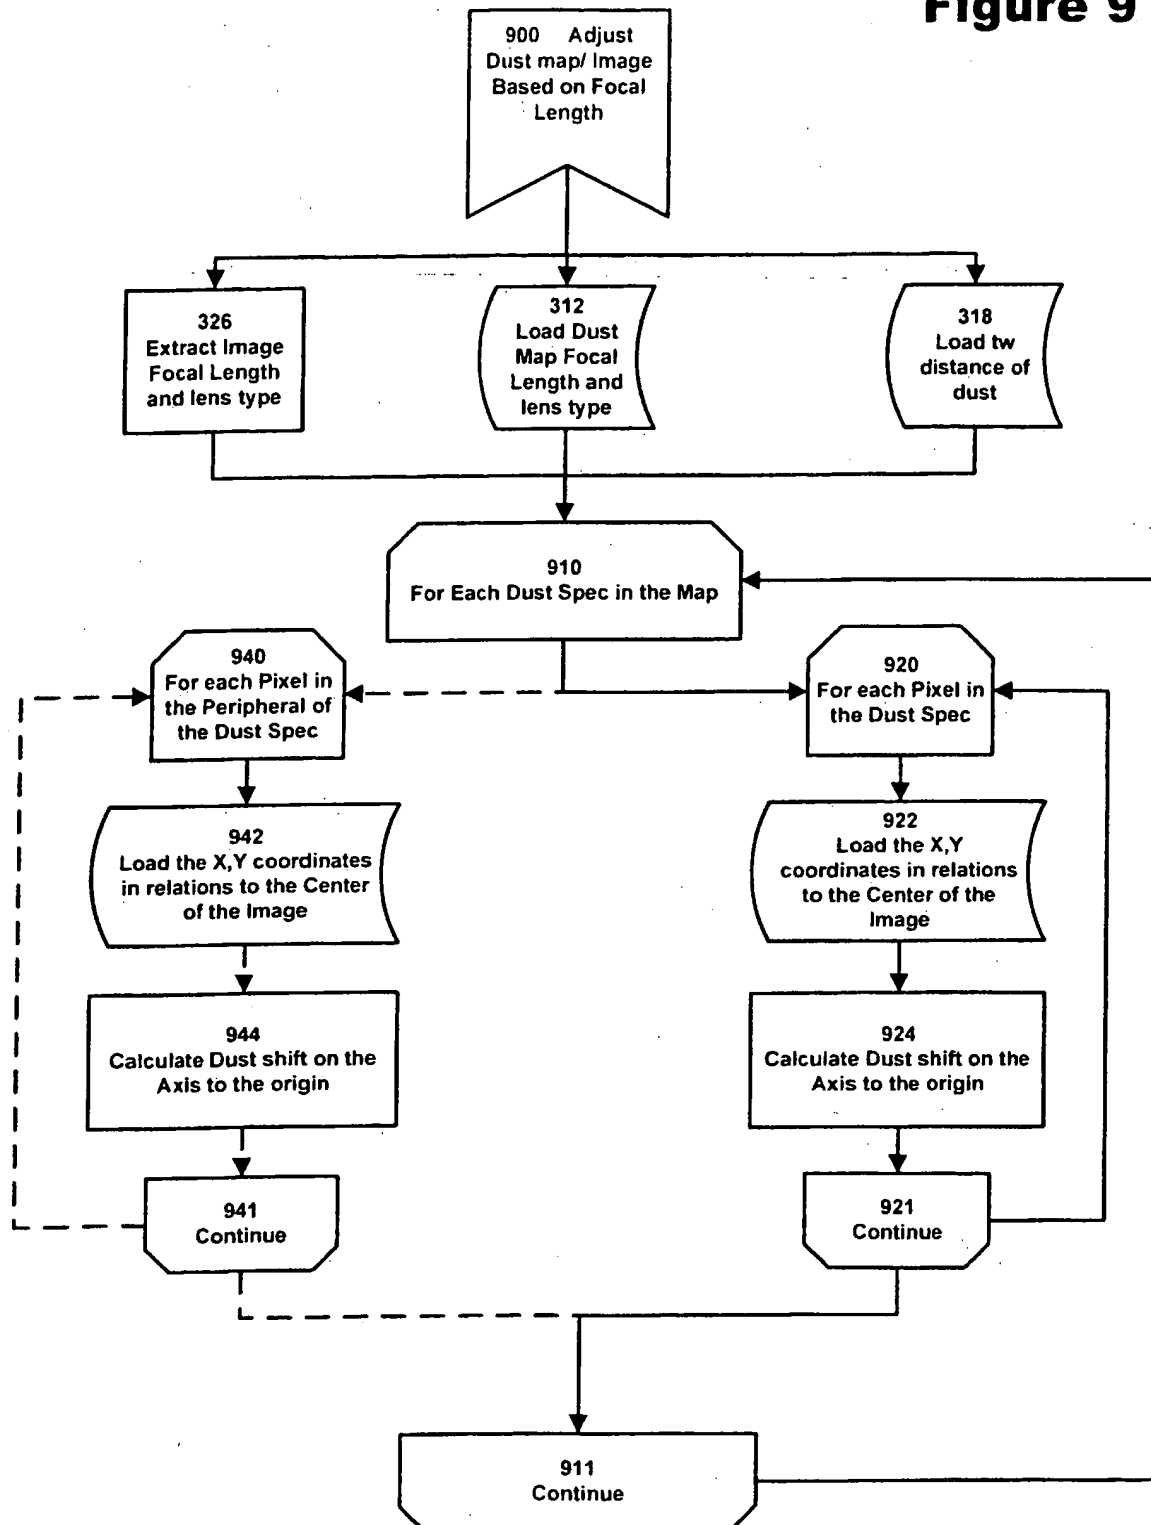 Figure 9
900 Adjust
Dust map/ Image
Based on Focal
Length
326
Extract Image
Focal Length
and lens type
312
Load Dust
Map Focal
Length and
lens type
318
Load tw
distance of
dust
910
For Each Dust Spec in the Map
940
For each Pixel in
the Peripheral of
the Dust Spec
920
For each Pixel in
the Dust Spec
942
Load the X,Y coordinates
in relations to the Center
of the Image
922
Load the X,Y
coordinates in relations
to the Center of the
Image
944
Calculate Dust shift on the
Axis to the origin
924
Calculate Dust shift on the
Axis to the origin
941
Continue
921
Continue
911
Continue